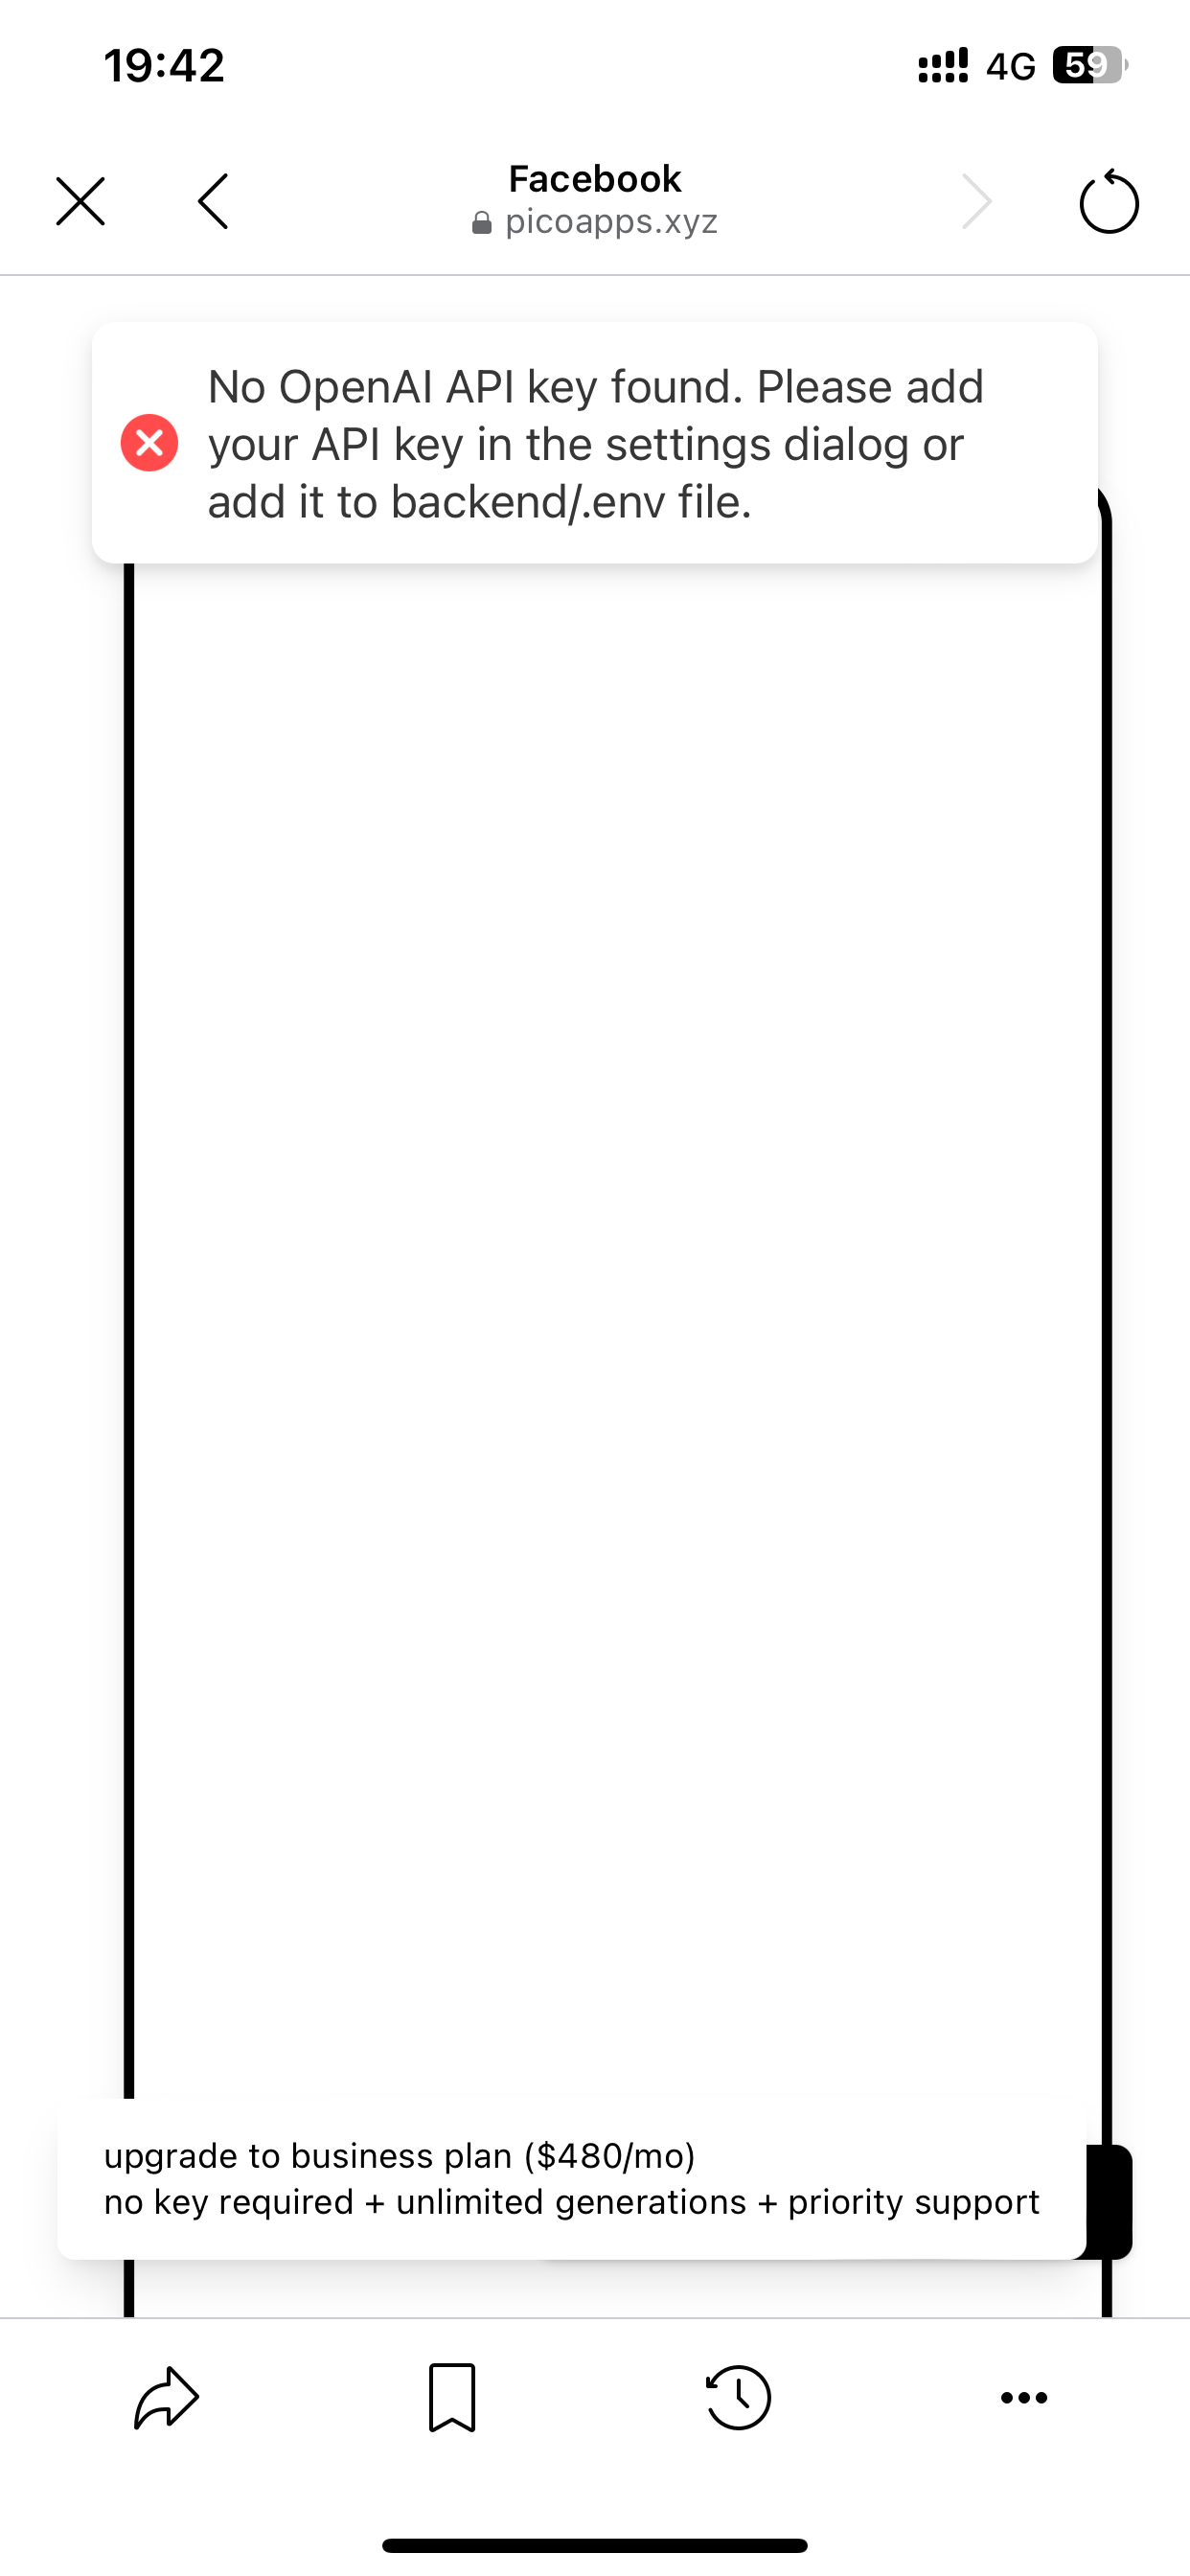 19:42
4G
59
Facebook
picoapps.xyz
No OpenAI API key found. Please add
your API key in the settings dialog or
add it to backend/.env file.
upgrade to business plan ($480/mo)
no key required + unlimited generations + priority support